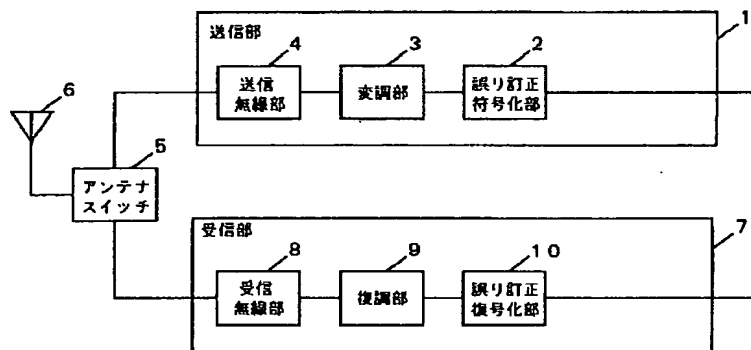 送信部
1
4
3
2
送信
無線部
変調部
誤り訂正
符号化部
6
5
アンテナ
スイッチ
受信部
7
8
9
10
受信
無線部
復調部
誤り訂正
復号化部